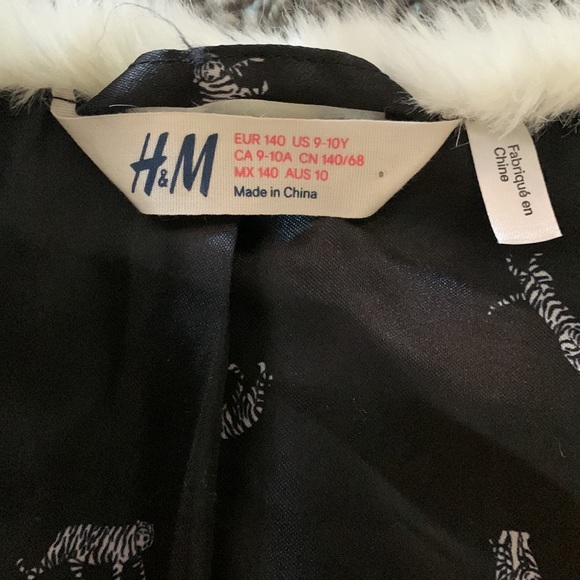 H&M
EUR 140 US 9-10Y
CA 9-10A CN 140/68
MX 140 AUS 10
Made in China
Fabriqué en
Chine